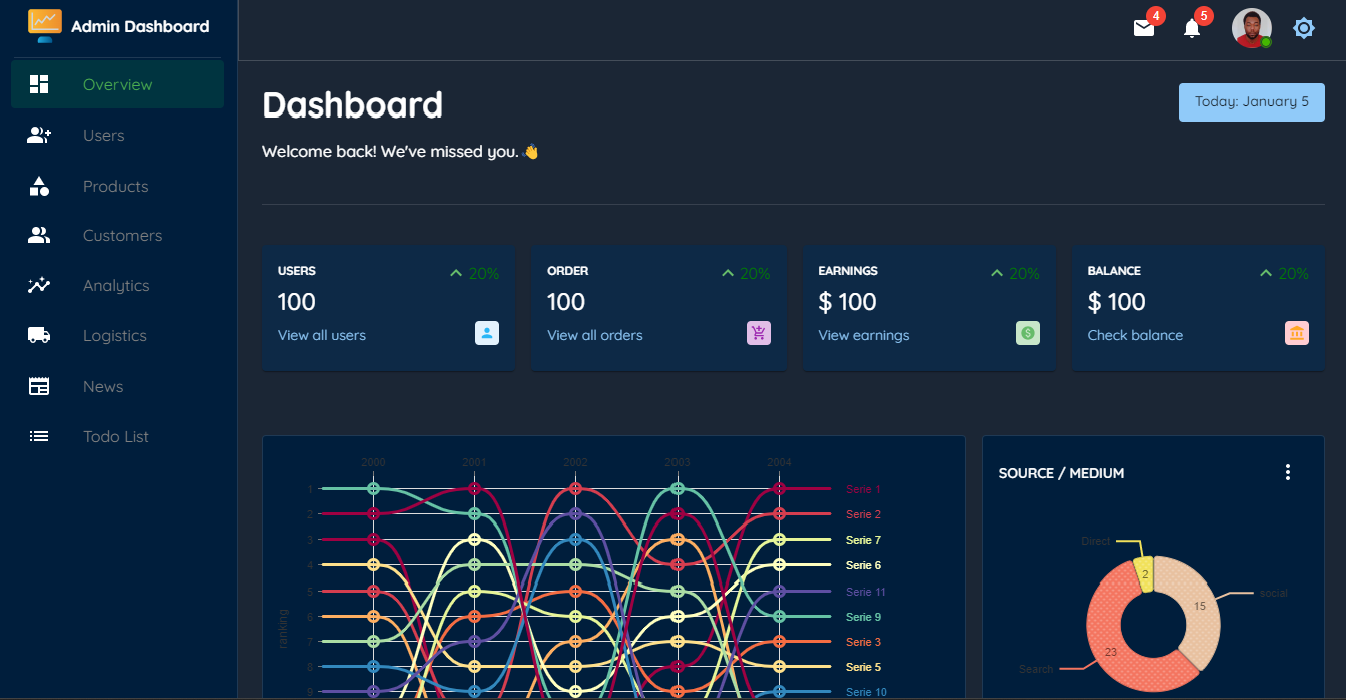 Admin Dashboard
4
5
Overview
Users
Products
Customers
Analytics
Logistics
News
Todo List
Dashboard
Today: January 5
Welcome back! We've missed you. 👋
USERS
20%
100
View all users
ORDER
20%
100
View all orders
EARNINGS
20%
$ 100
View earnings
BALANCE
20%
$ 100
Check balance
2000 2001 2002 2003 2004
1 Serie 1
2 Serie 2
3 Serie 7
4 Serie 6
5 Serie 11
6 Serie 9
7 Serie 3
8 Serie 5
9 Serie 10
ranking
SOURCE / MEDIUM
Direct
2
15
social
23
Search